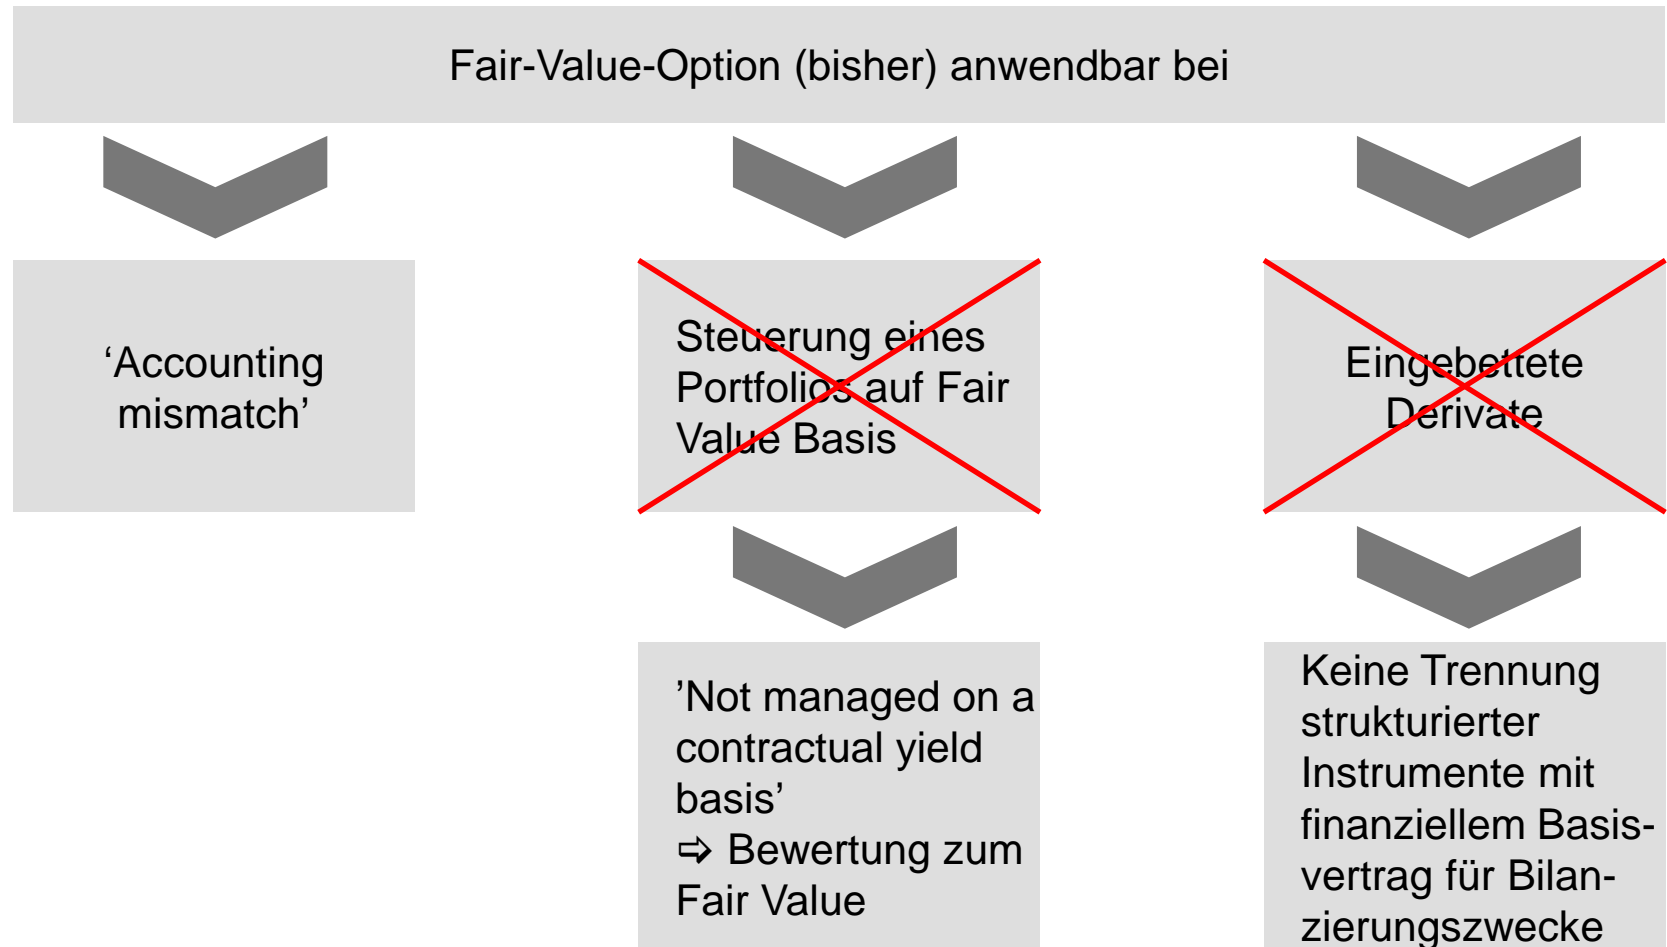 Fair-Value-Option (bisher) anwendbar bei
‘Accounting
mismatch’
Steuerung eines
Portfolios auf Fair
Value Basis
Eingebettete
Derivate
’Not managed on a
contractual yield
basis’
⇨ Bewertung zum
Fair Value
Keine Trennung
strukturierter
Instrumente mit
finanziellem Basis-
vertrag für Bilan-
zierungszwecke